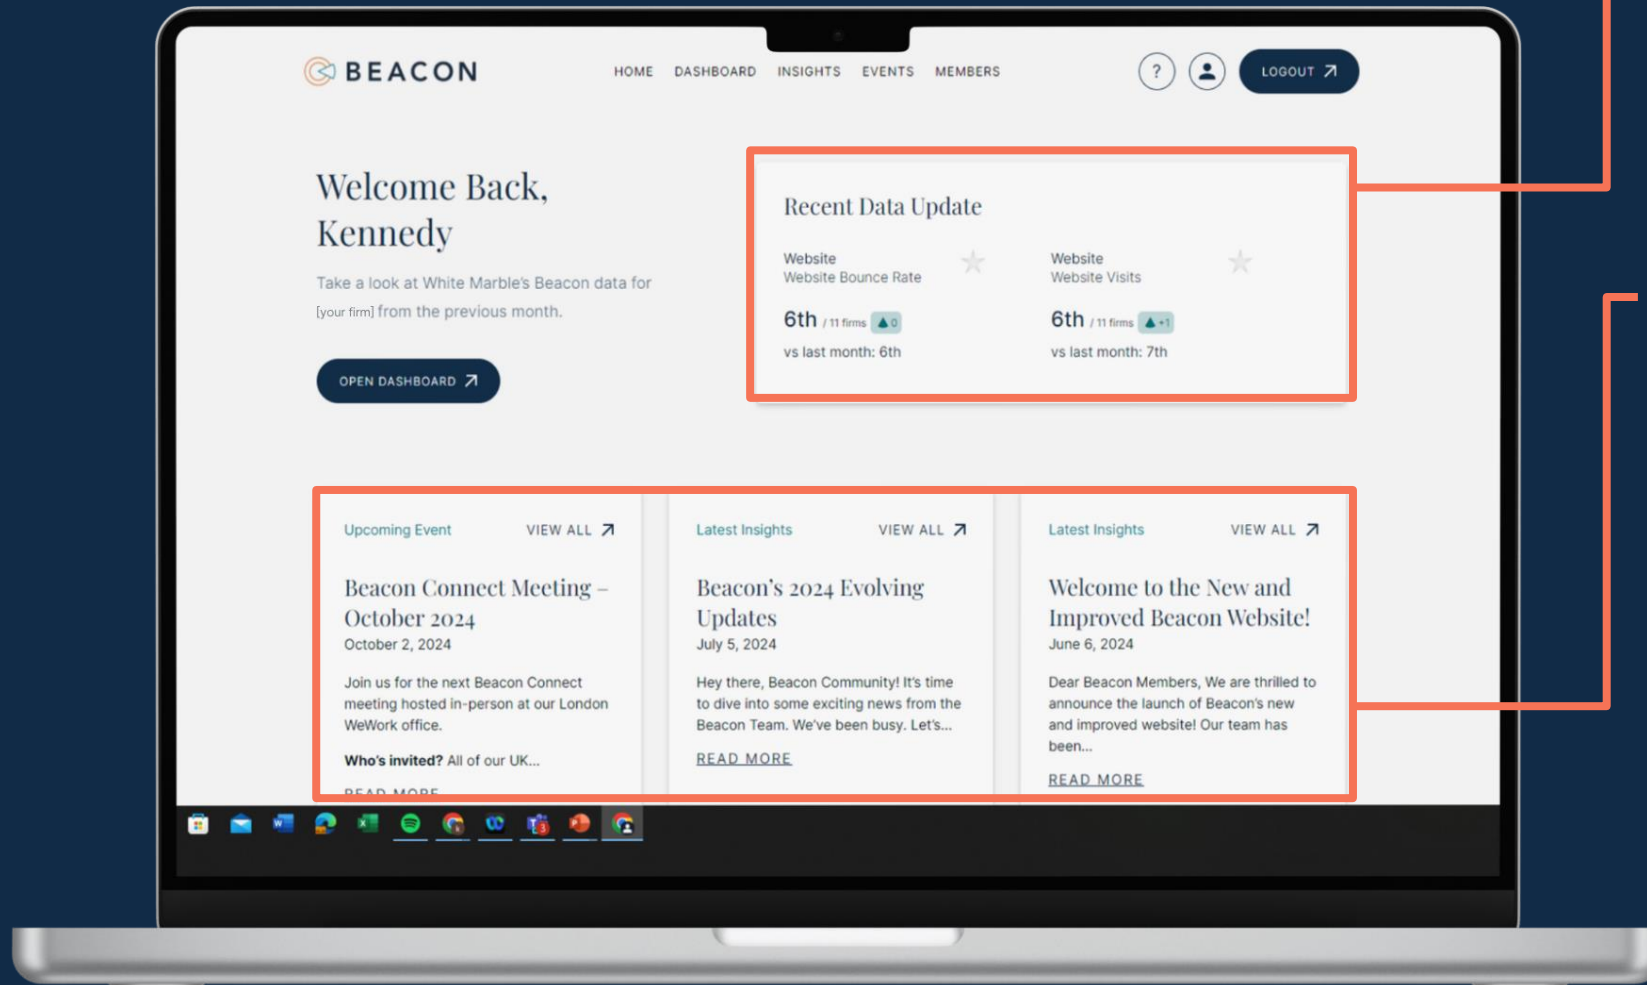 BEACON
HOME DASHBOARD INSIGHTS EVENTS MEMBERS
?
LOGOUT
Welcome Back,
Kennedy
Take a look at White Marble's Beacon data for
[your firm] from the previous month.
OPEN DASHBOARD
Recent Data Update
Website
Website Bounce Rate
6th / 11 firms ▲ 0
vs last month: 6th
Website
Website Visits
6th / 11 firms ▲ +1
vs last month: 7th
Upcoming Event VIEW ALL
Beacon Connect Meeting –
October 2024
October 2, 2024
Join us for the next Beacon Connect
meeting hosted in-person at our London
WeWork office.
Who's invited? All of our UK...
READ MORE
Latest Insights VIEW ALL
Beacon's 2024 Evolving
Updates
July 5, 2024
Hey there, Beacon Community! It's time
to dive into some exciting news from the
Beacon Team. We've been busy. Let's...
READ MORE
Latest Insights VIEW ALL
Welcome to the New and
Improved Beacon Website!
June 6, 2024
Dear Beacon Members, We are thrilled to
announce the launch of Beacon's new
and improved website! Our team has
been...
READ MORE